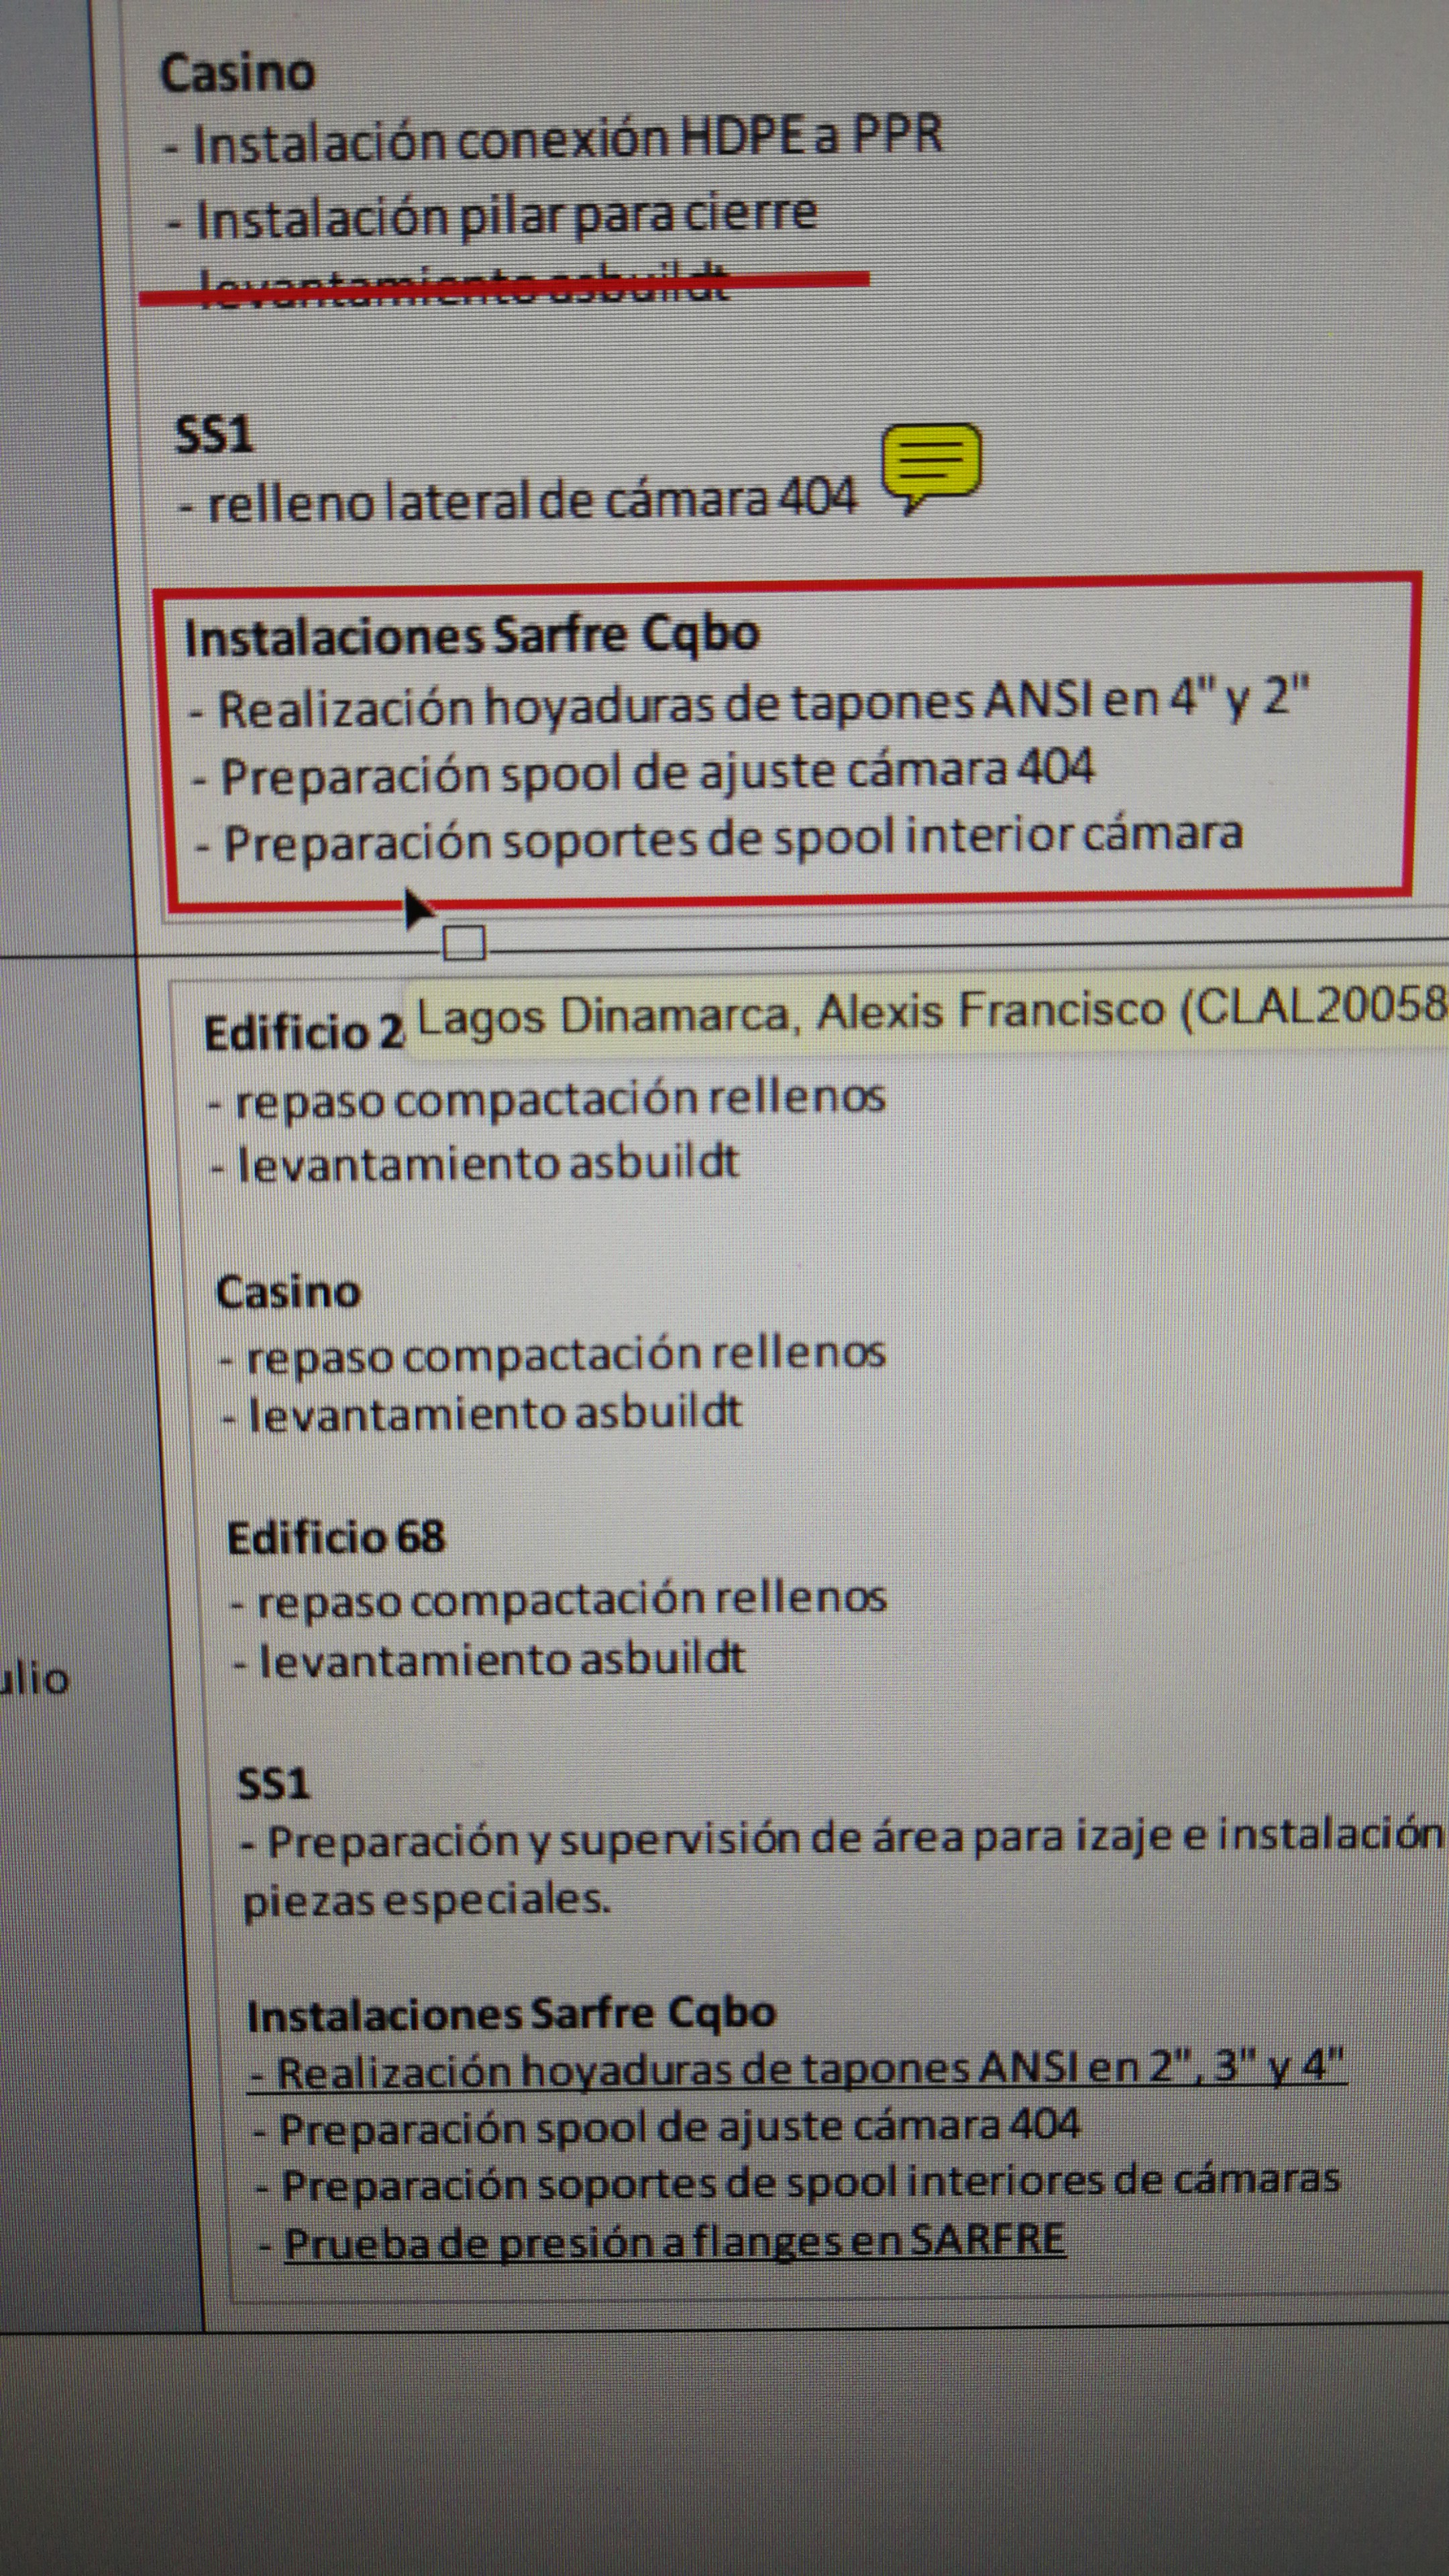 Casino
- Instalación conexión HDPE a PPR
- Instalación pilar para cierre
levantamiento asbuildt
SS1
- relleno lateral de cámara 404
Instalaciones Sarfre Cqbo
- Realización hoyaduras de tapones ANSI en 4" y 2"
- Preparación spool de ajuste cámara 404
- Preparación soportes de spool interior cámara
Edificio 2
Lagos Dinamarca, Alexis Francisco (CLAL20058
- repaso compactación rellenos
- levantamiento asbuildt
Casino
- repaso compactación rellenos
- levantamiento asbuildt
Edificio 68
- repaso compactación rellenos
- levantamiento asbuildt
ulio
SS1
- Preparación y supervisión de área para izaje e instalación
piezas especiales.
Instalaciones Sarfre Cqbo
- Realización hoyaduras de tapones ANSI en 2", 3" y 4"
- Preparación spool de ajuste cámara 404
- Preparación soportes de spool interiores de cámaras
- Prueba de presión a flanges en SARFRE